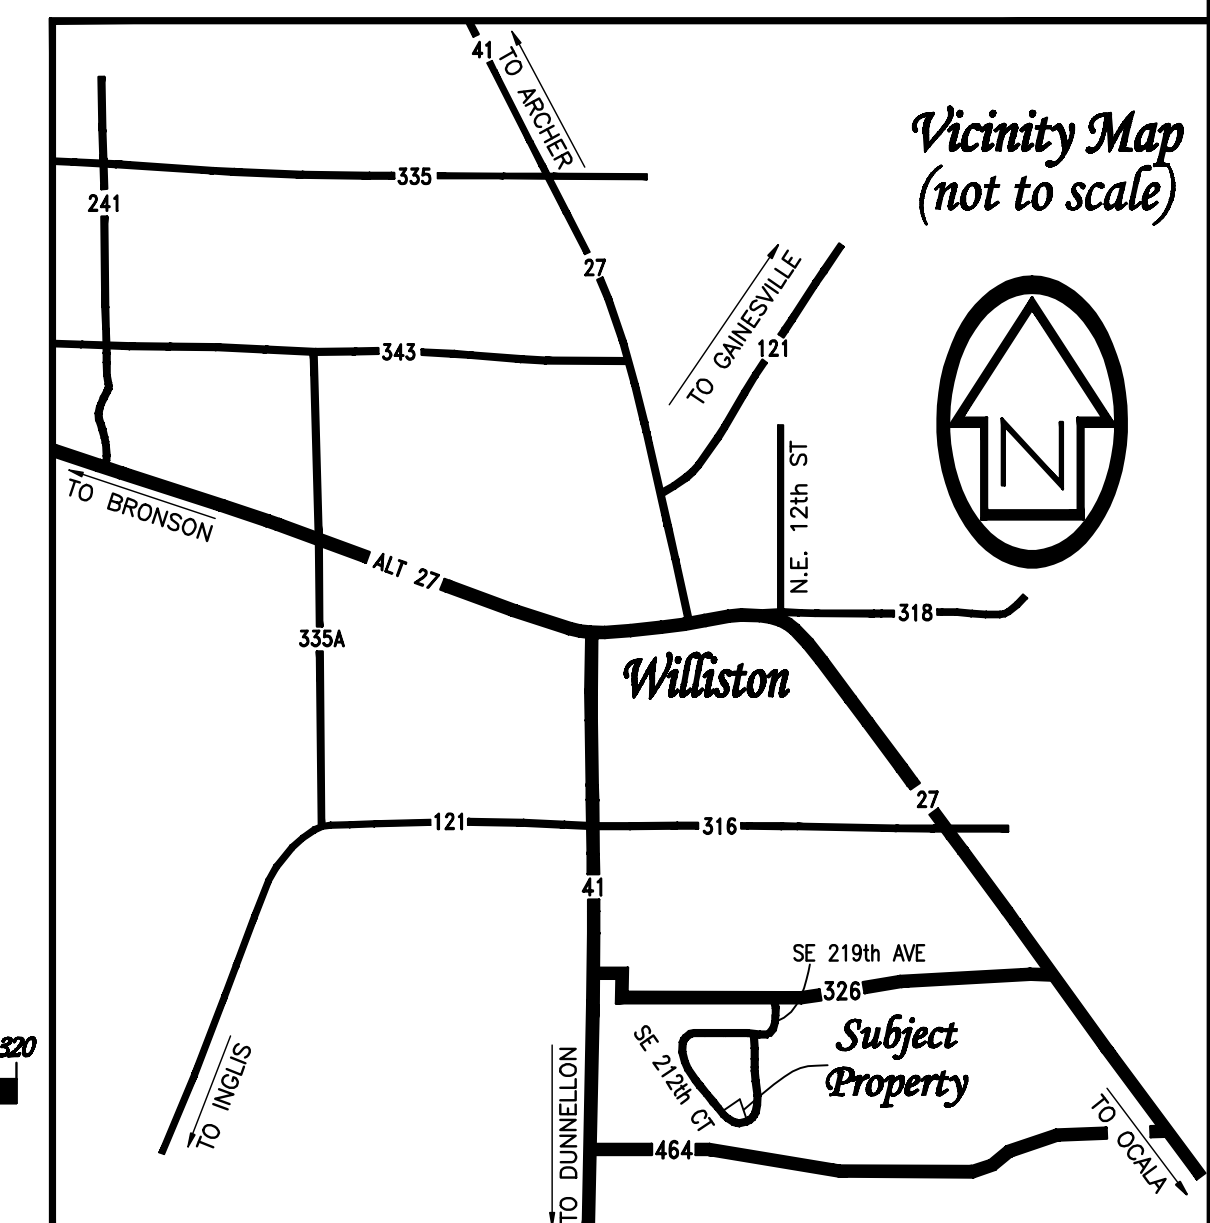 41
TO ARCHER
Vicinity Map
(not to scale)
335
241
27
TO GAINESVILLE
121
343
N
TO BRONSON
N.E. 12th ST
ALT 27
318
335A
Williston
27
121
316
41
SE 219th AVE
326
Subject
Property
SE 212th CT
320
TO INGLIS
TO DUNNELLON
TO OCALA
464